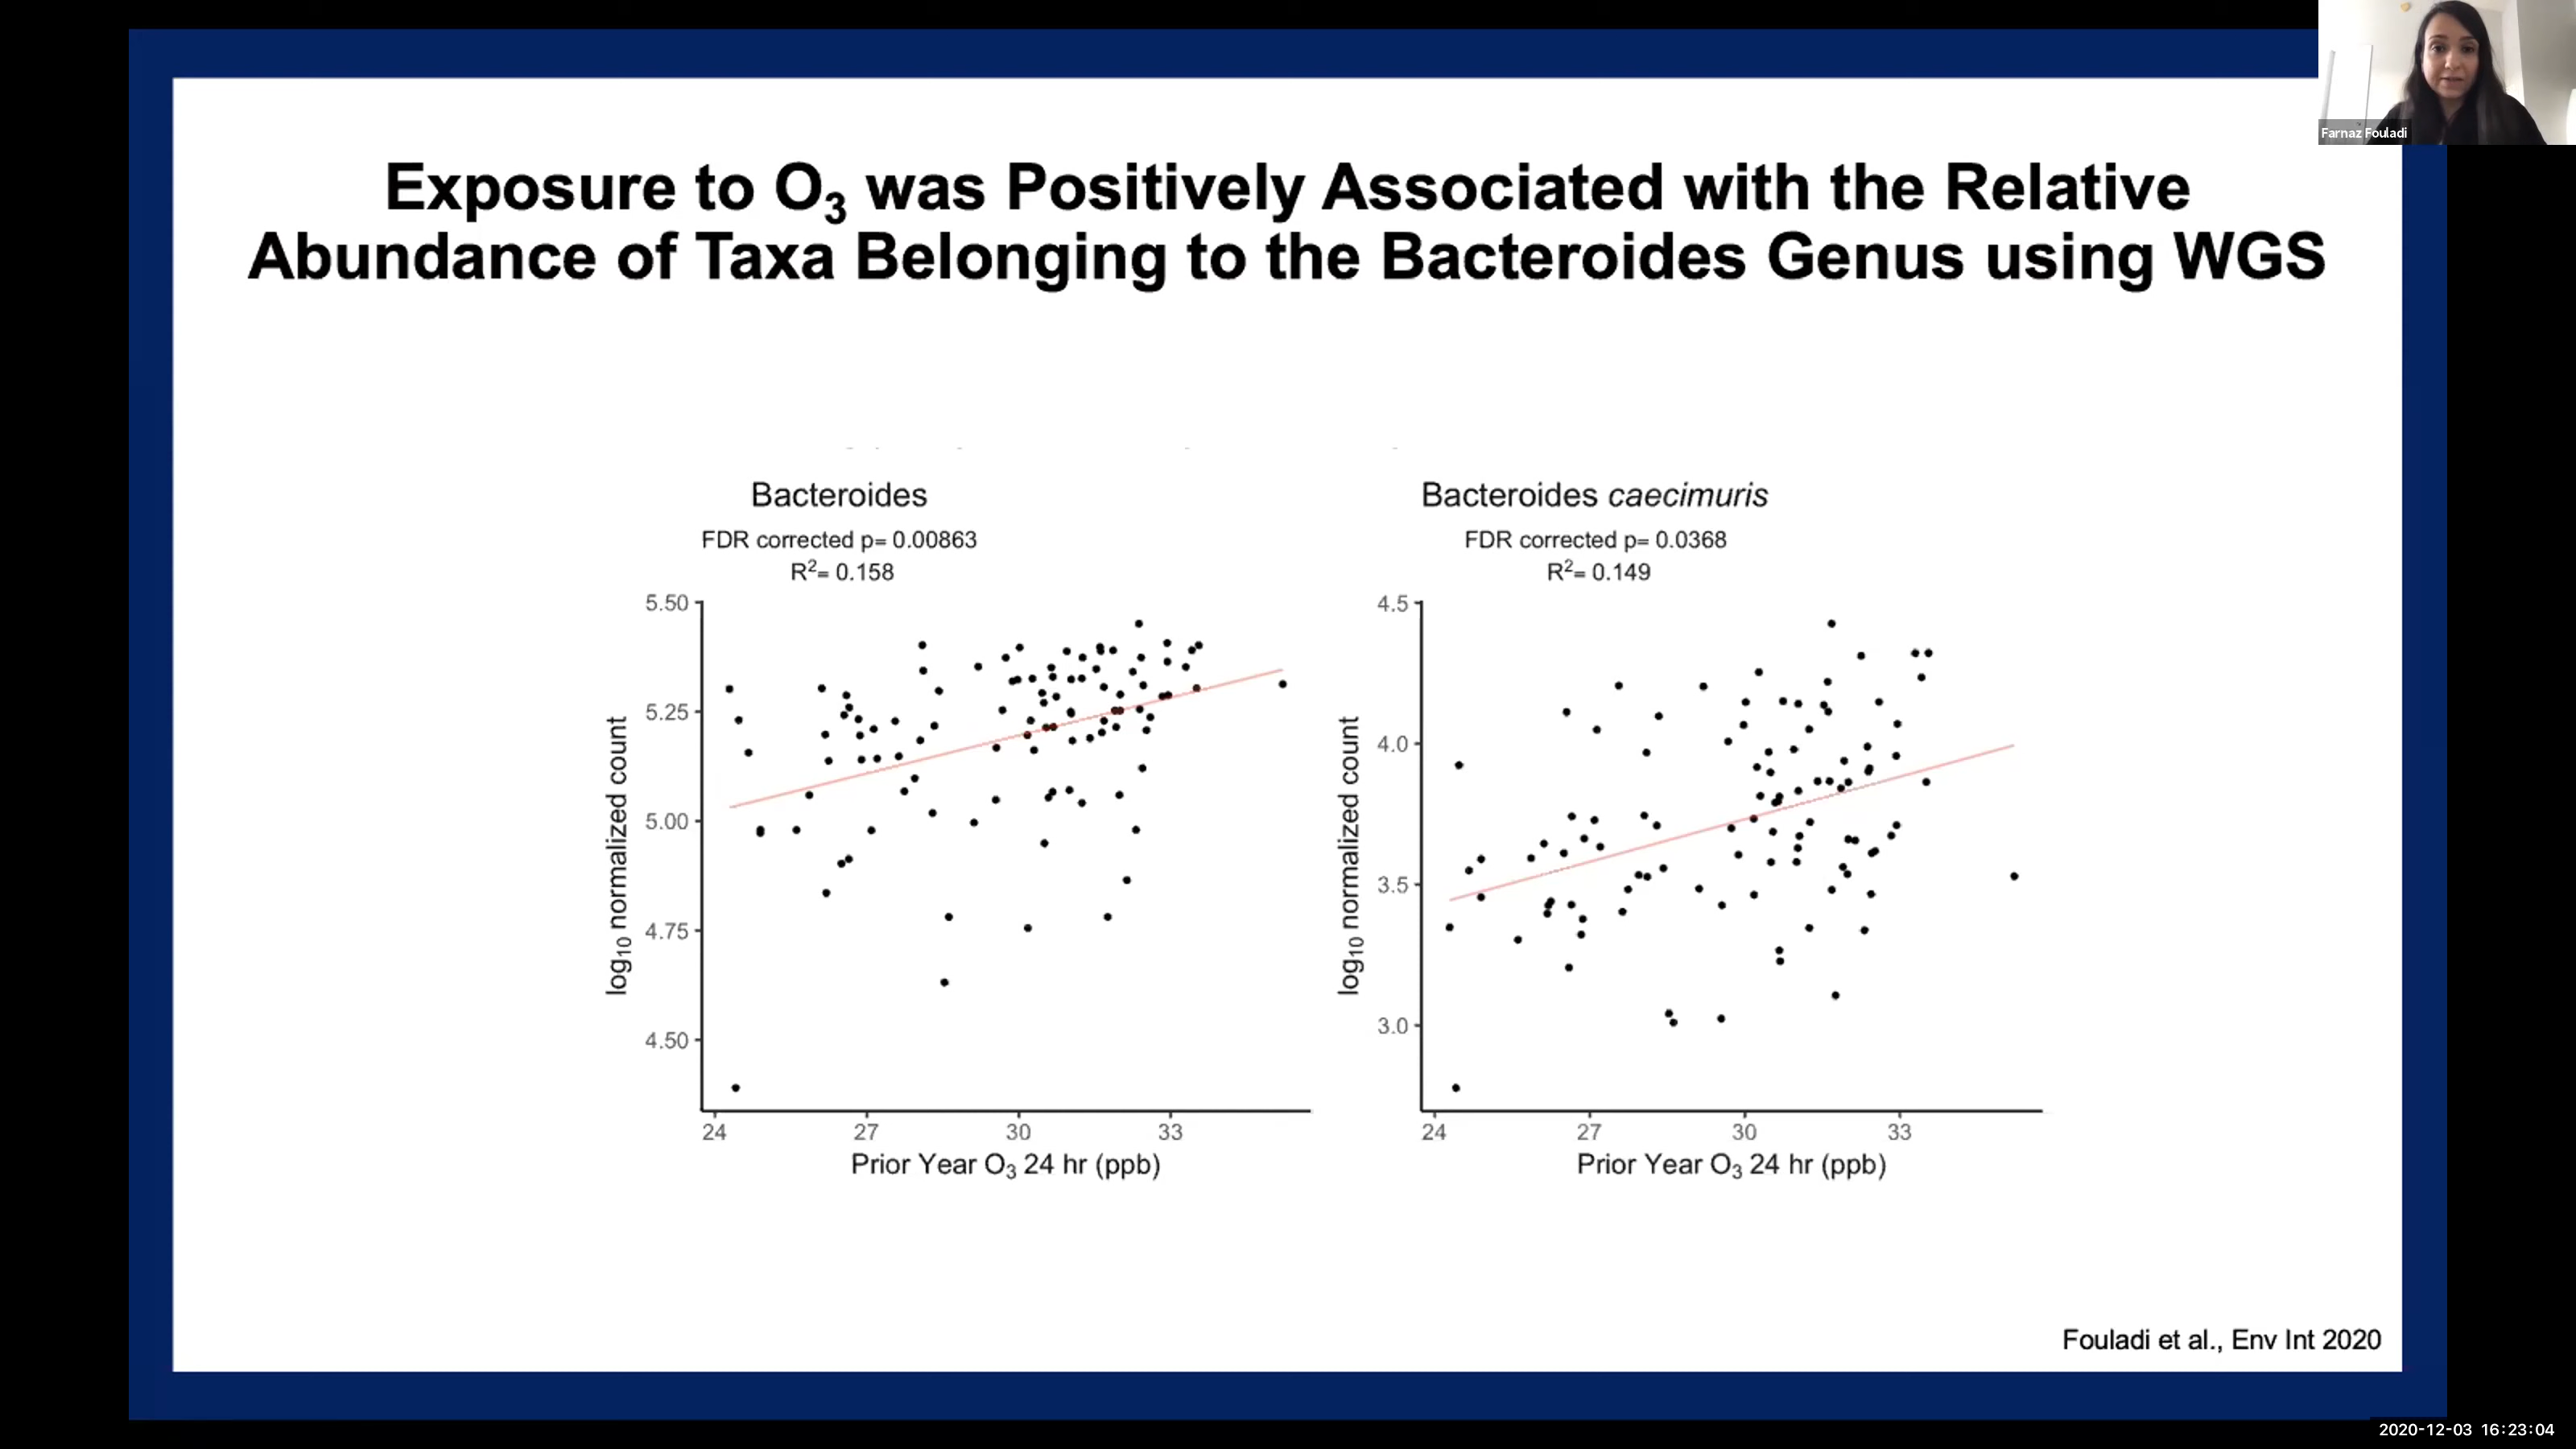 Farnaz Fouladi
Exposure to O3 was Positively Associated with the Relative
Abundance of Taxa Belonging to the Bacteroides Genus using WGS
Bacteroides
FDR corrected p= 0.00863
R2= 0.158
5.50
5.25
5.00
4.75
4.50
log10 normalized count
24 27 30 33
Prior Year O3 24 hr (ppb)
Bacteroides caecimuris
FDR corrected p= 0.0368
R2= 0.149
4.5
4.0
3.5
3.0
log10 normalized count
24 27 30 33
Prior Year O3 24 hr (ppb)
Fouladi et al., Env Int 2020
2020-12-03 16:23:04